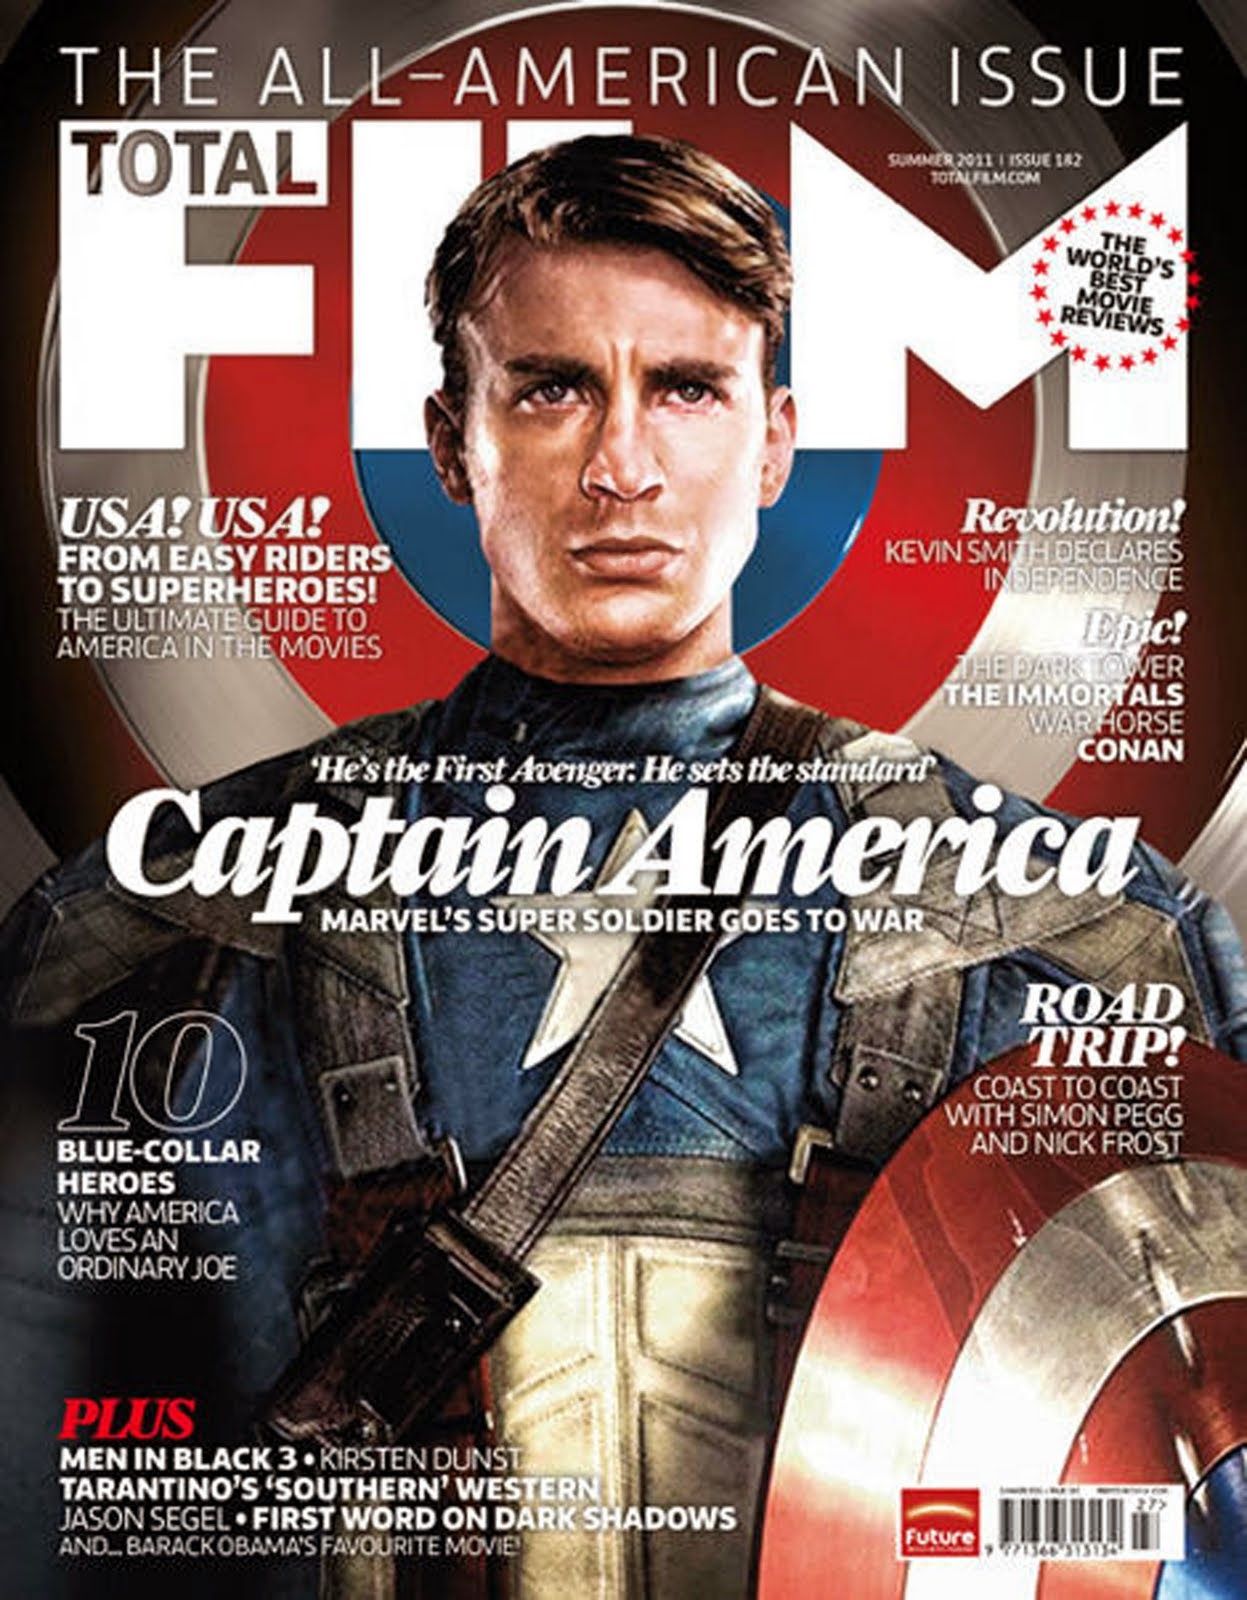 THE ALL-AMERICAN ISSUE
TOTAL
FILM
SUMMER 2011 | ISSUE 182
TOTALFILM.COM
THE
WORLD'S
BEST
MOVIE
REVIEWS
USA! USA!
FROM EASY RIDERS
TO SUPERHEROES!
THE ULTIMATE GUIDE TO
AMERICA IN THE MOVIES
Revolution!
KEVIN SMITH DECLARES
INDEPENDENCE
Epic!
THE DARK TOWER
THE IMMORTALS
WAR HORSE
CONAN
'He's the First Avenger. He sets the standard'
Captain America
MARVEL'S SUPER SOLDIER GOES TO WAR
10
BLUE-COLLAR
HEROES
WHY AMERICA
LOVES AN
ORDINARY JOE
ROAD
TRIP!
COAST TO COAST
WITH SIMON PEGG
AND NICK FROST
PLUS
MEN IN BLACK 3 • KIRSTEN DUNST
TARANTINO'S 'SOUTHERN' WESTERN
JASON SEGEL • FIRST WORD ON DARK SHADOWS
AND... BARACK OBAMA'S FAVOURITE MOVIE!
Future
27>
9 771366 313134